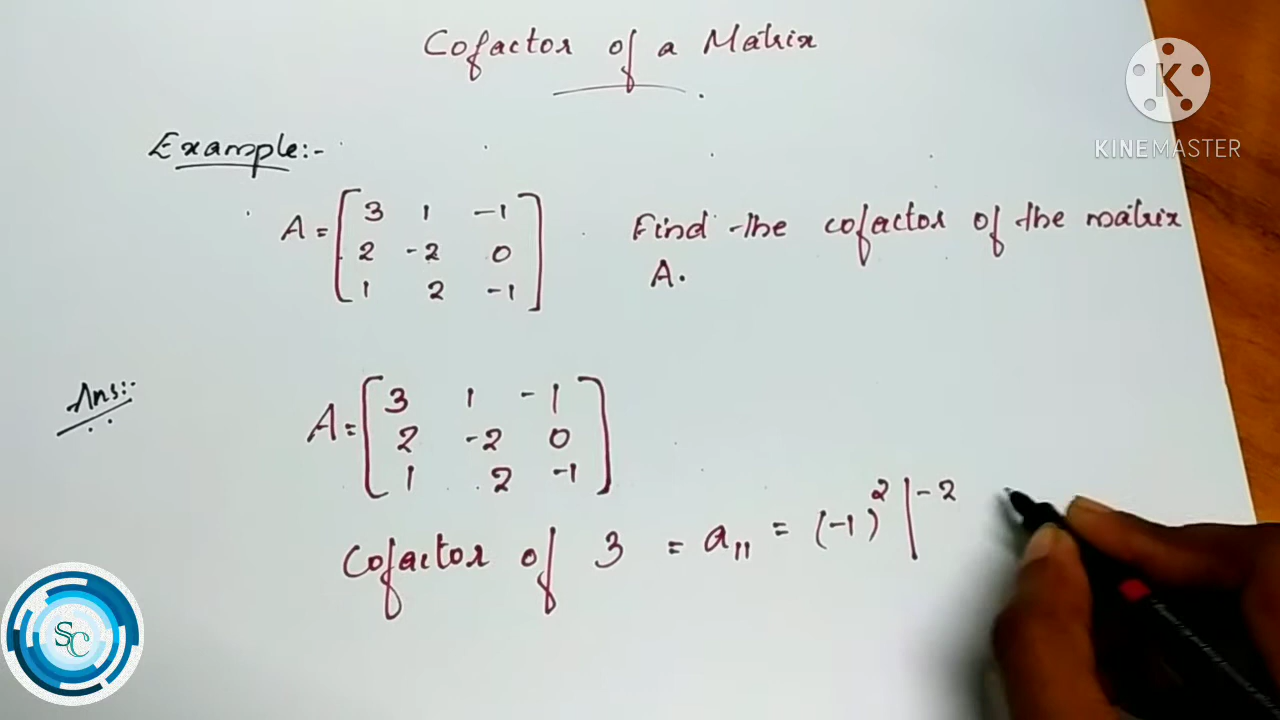 Cofactor of a Matrix
KINEMASTER
Example:-
A = [ 3 1 -1
2 -2 0
1 2 -1 ]
Find the cofactor of the matrix
A.
Ans:-
A = [ 3 1 -1
2 -2 0
1 2 -1 ]
Cofactor of 3 = a₁₁ = (-1)² | -2
SC